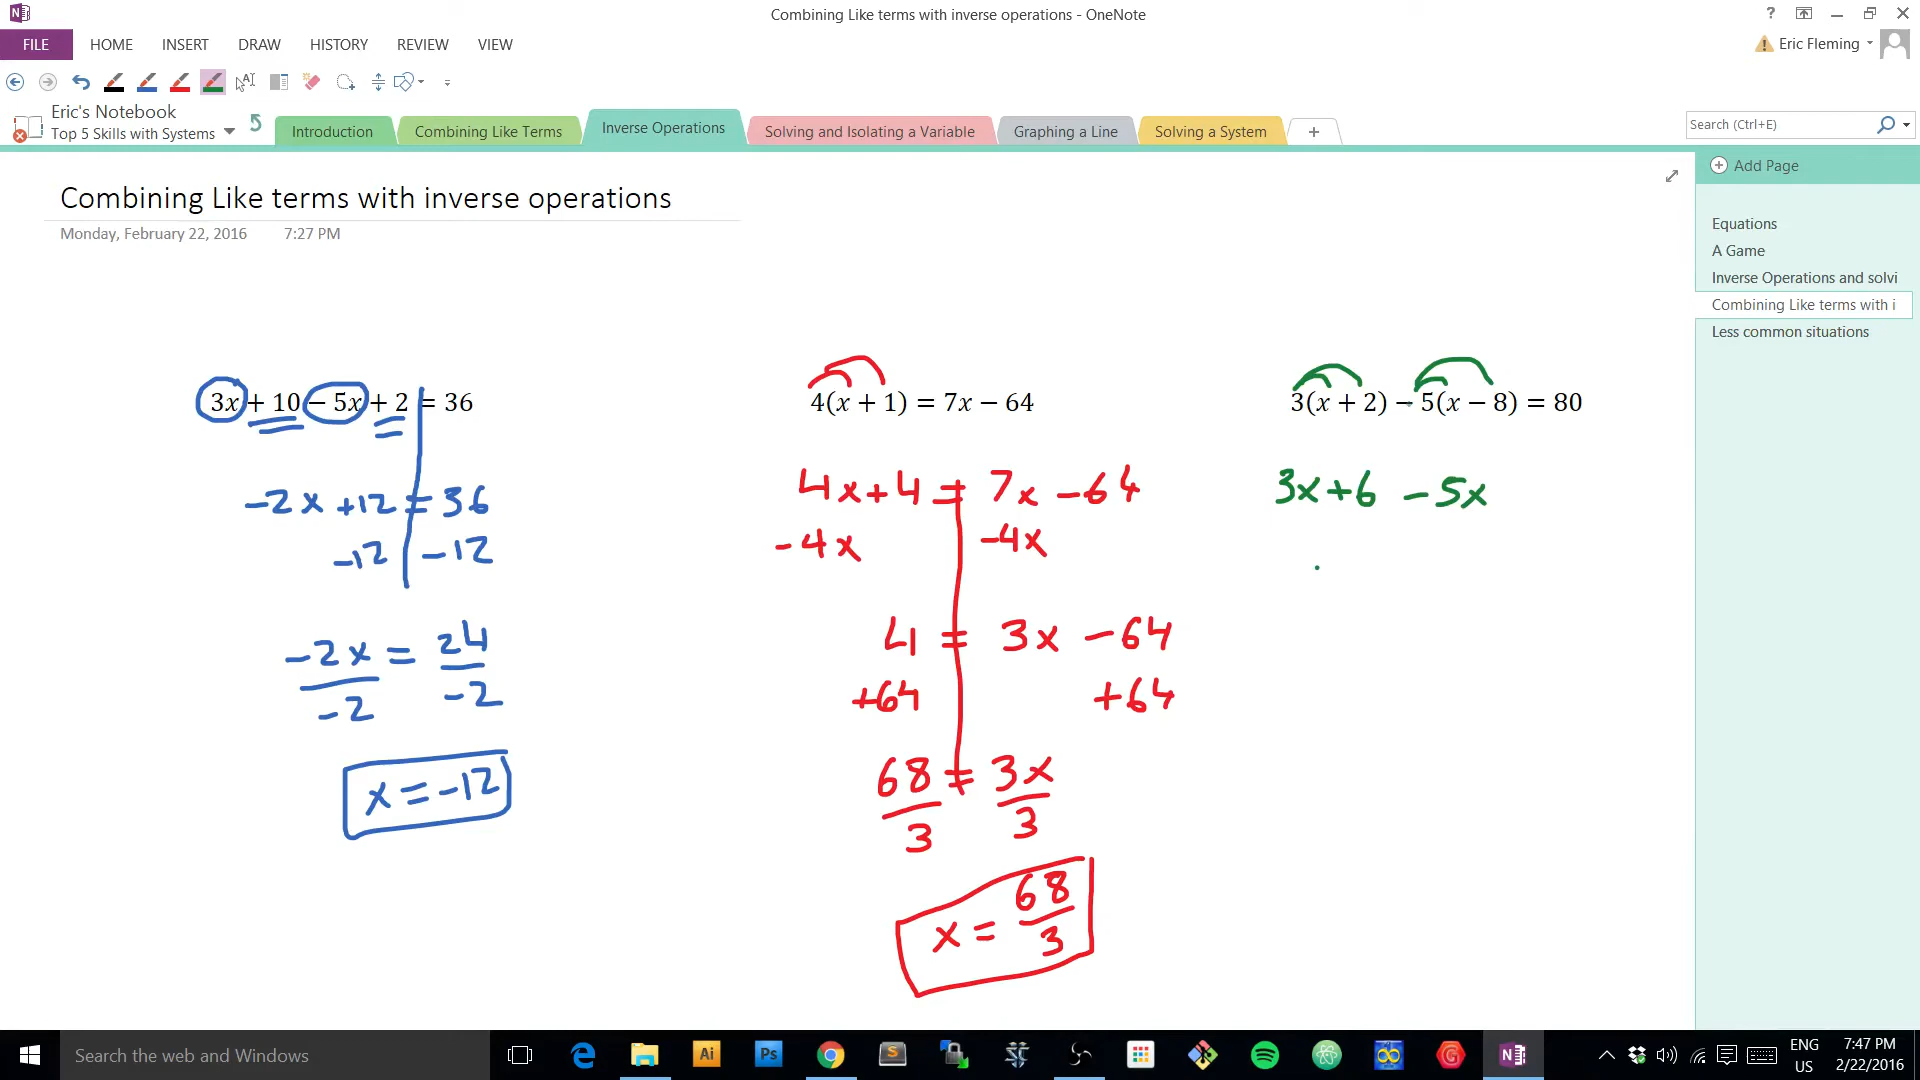 Combining Like terms with inverse operations - OneNote
?
FILE HOME INSERT DRAW HISTORY REVIEW VIEW
Eric Fleming
Eric's Notebook
Top 5 Skills with Systems
Introduction Combining Like Terms Inverse Operations Solving and Isolating a Variable Graphing a Line Solving a System +
Search (Ctrl+E)
Add Page
Equations
A Game
Inverse Operations and solvi
Combining Like terms with i
Less common situations
Combining Like terms with inverse operations
Monday, February 22, 2016 7:27 PM
3x + 10 − 5x + 2 = 36
-2x +12 = 36
-12 -12
-2x = 24
-2 -2
x = -12
4(x + 1) = 7x − 64
4x+4 = 7x -64
-4x -4x
4 = 3x -64
+64 +64
68 = 3x
3 3
x = 68
3
3(x + 2) − 5(x − 8) = 80
3x+6 -5x
Search the web and Windows
Ai
Ps
ENG
US
7:47 PM
2/22/2016